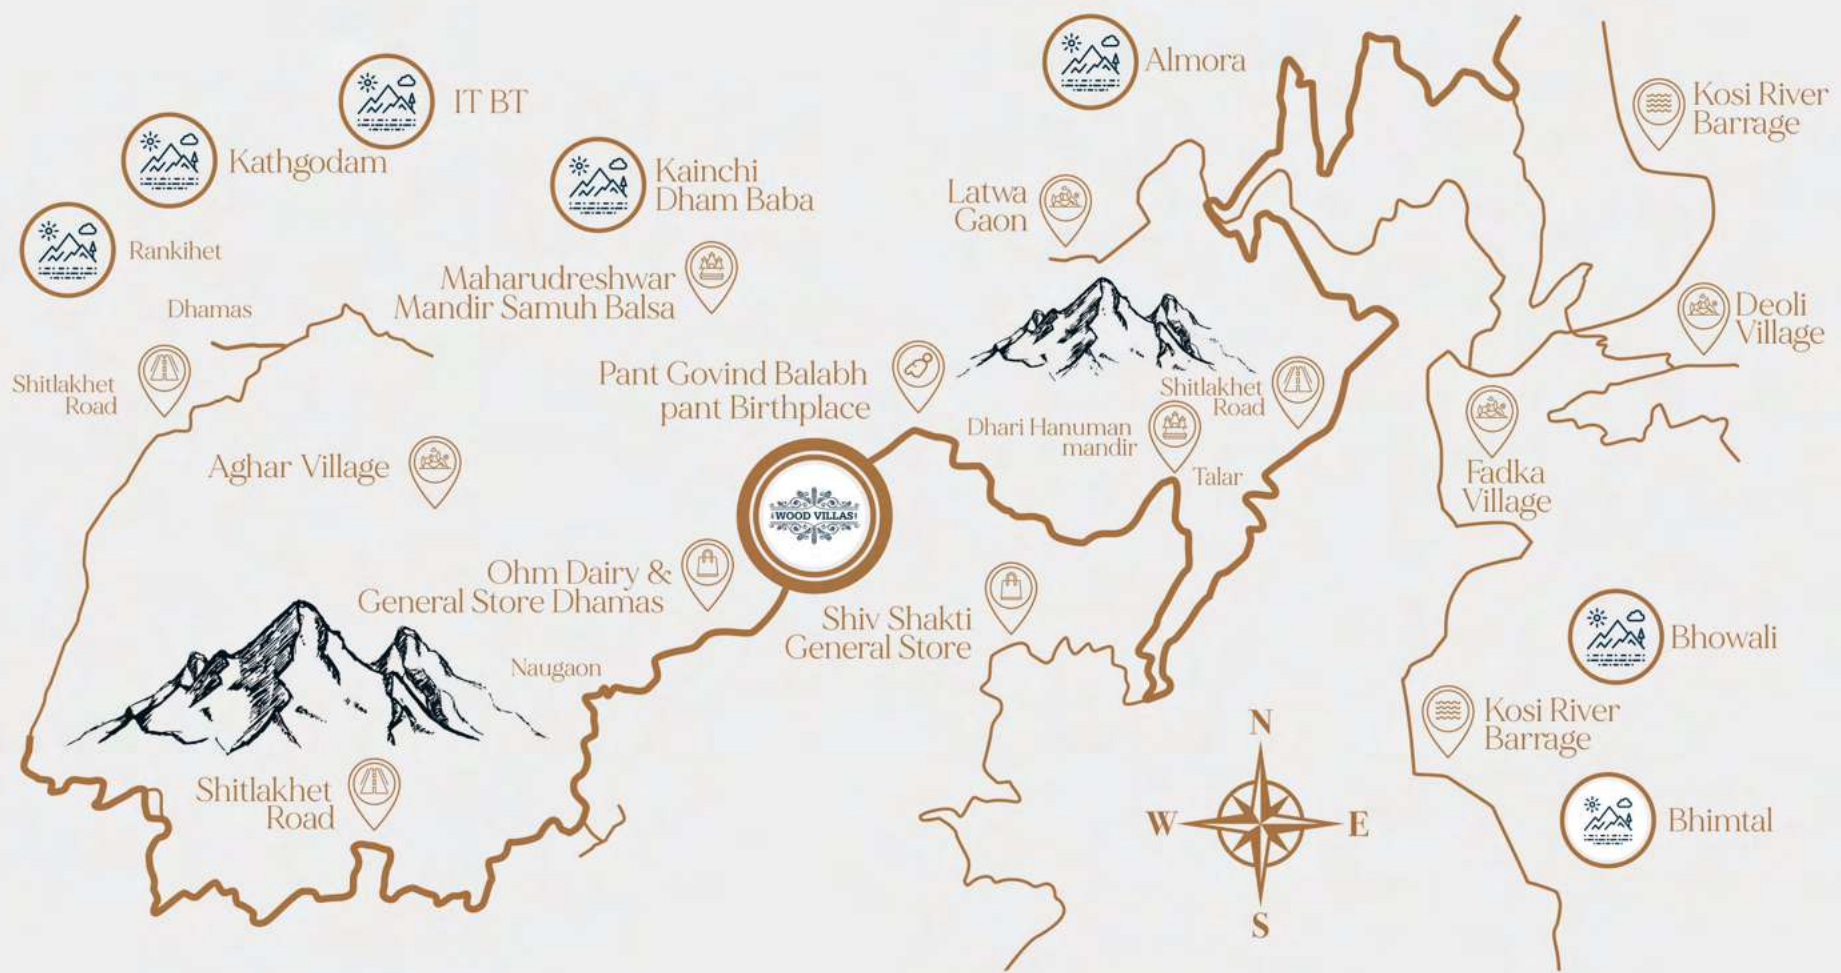 Almora
IT BT
Kosi River
Barrage
Kathgodam
Kainchi
Dham Baba
Latwa
Gaon
Rankihet
Maharudreshwar
Mandir Samuh Balsa
Dhamas
Deoli
Village
Shitlakhet
Road
Pant Govind Balabh
pant Birthplace
Shitlakhet
Road
Dhari Hanuman
mandir
Talar
Aghar Village
Fadka
Village
WOOD VILLAS
Ohm Dairy &
General Store Dhamas
Shiv Shakti
General Store
Bhowali
Naugaon
Kosi River
Barrage
N
W
E
S
Shitlakhet
Road
Bhimtal